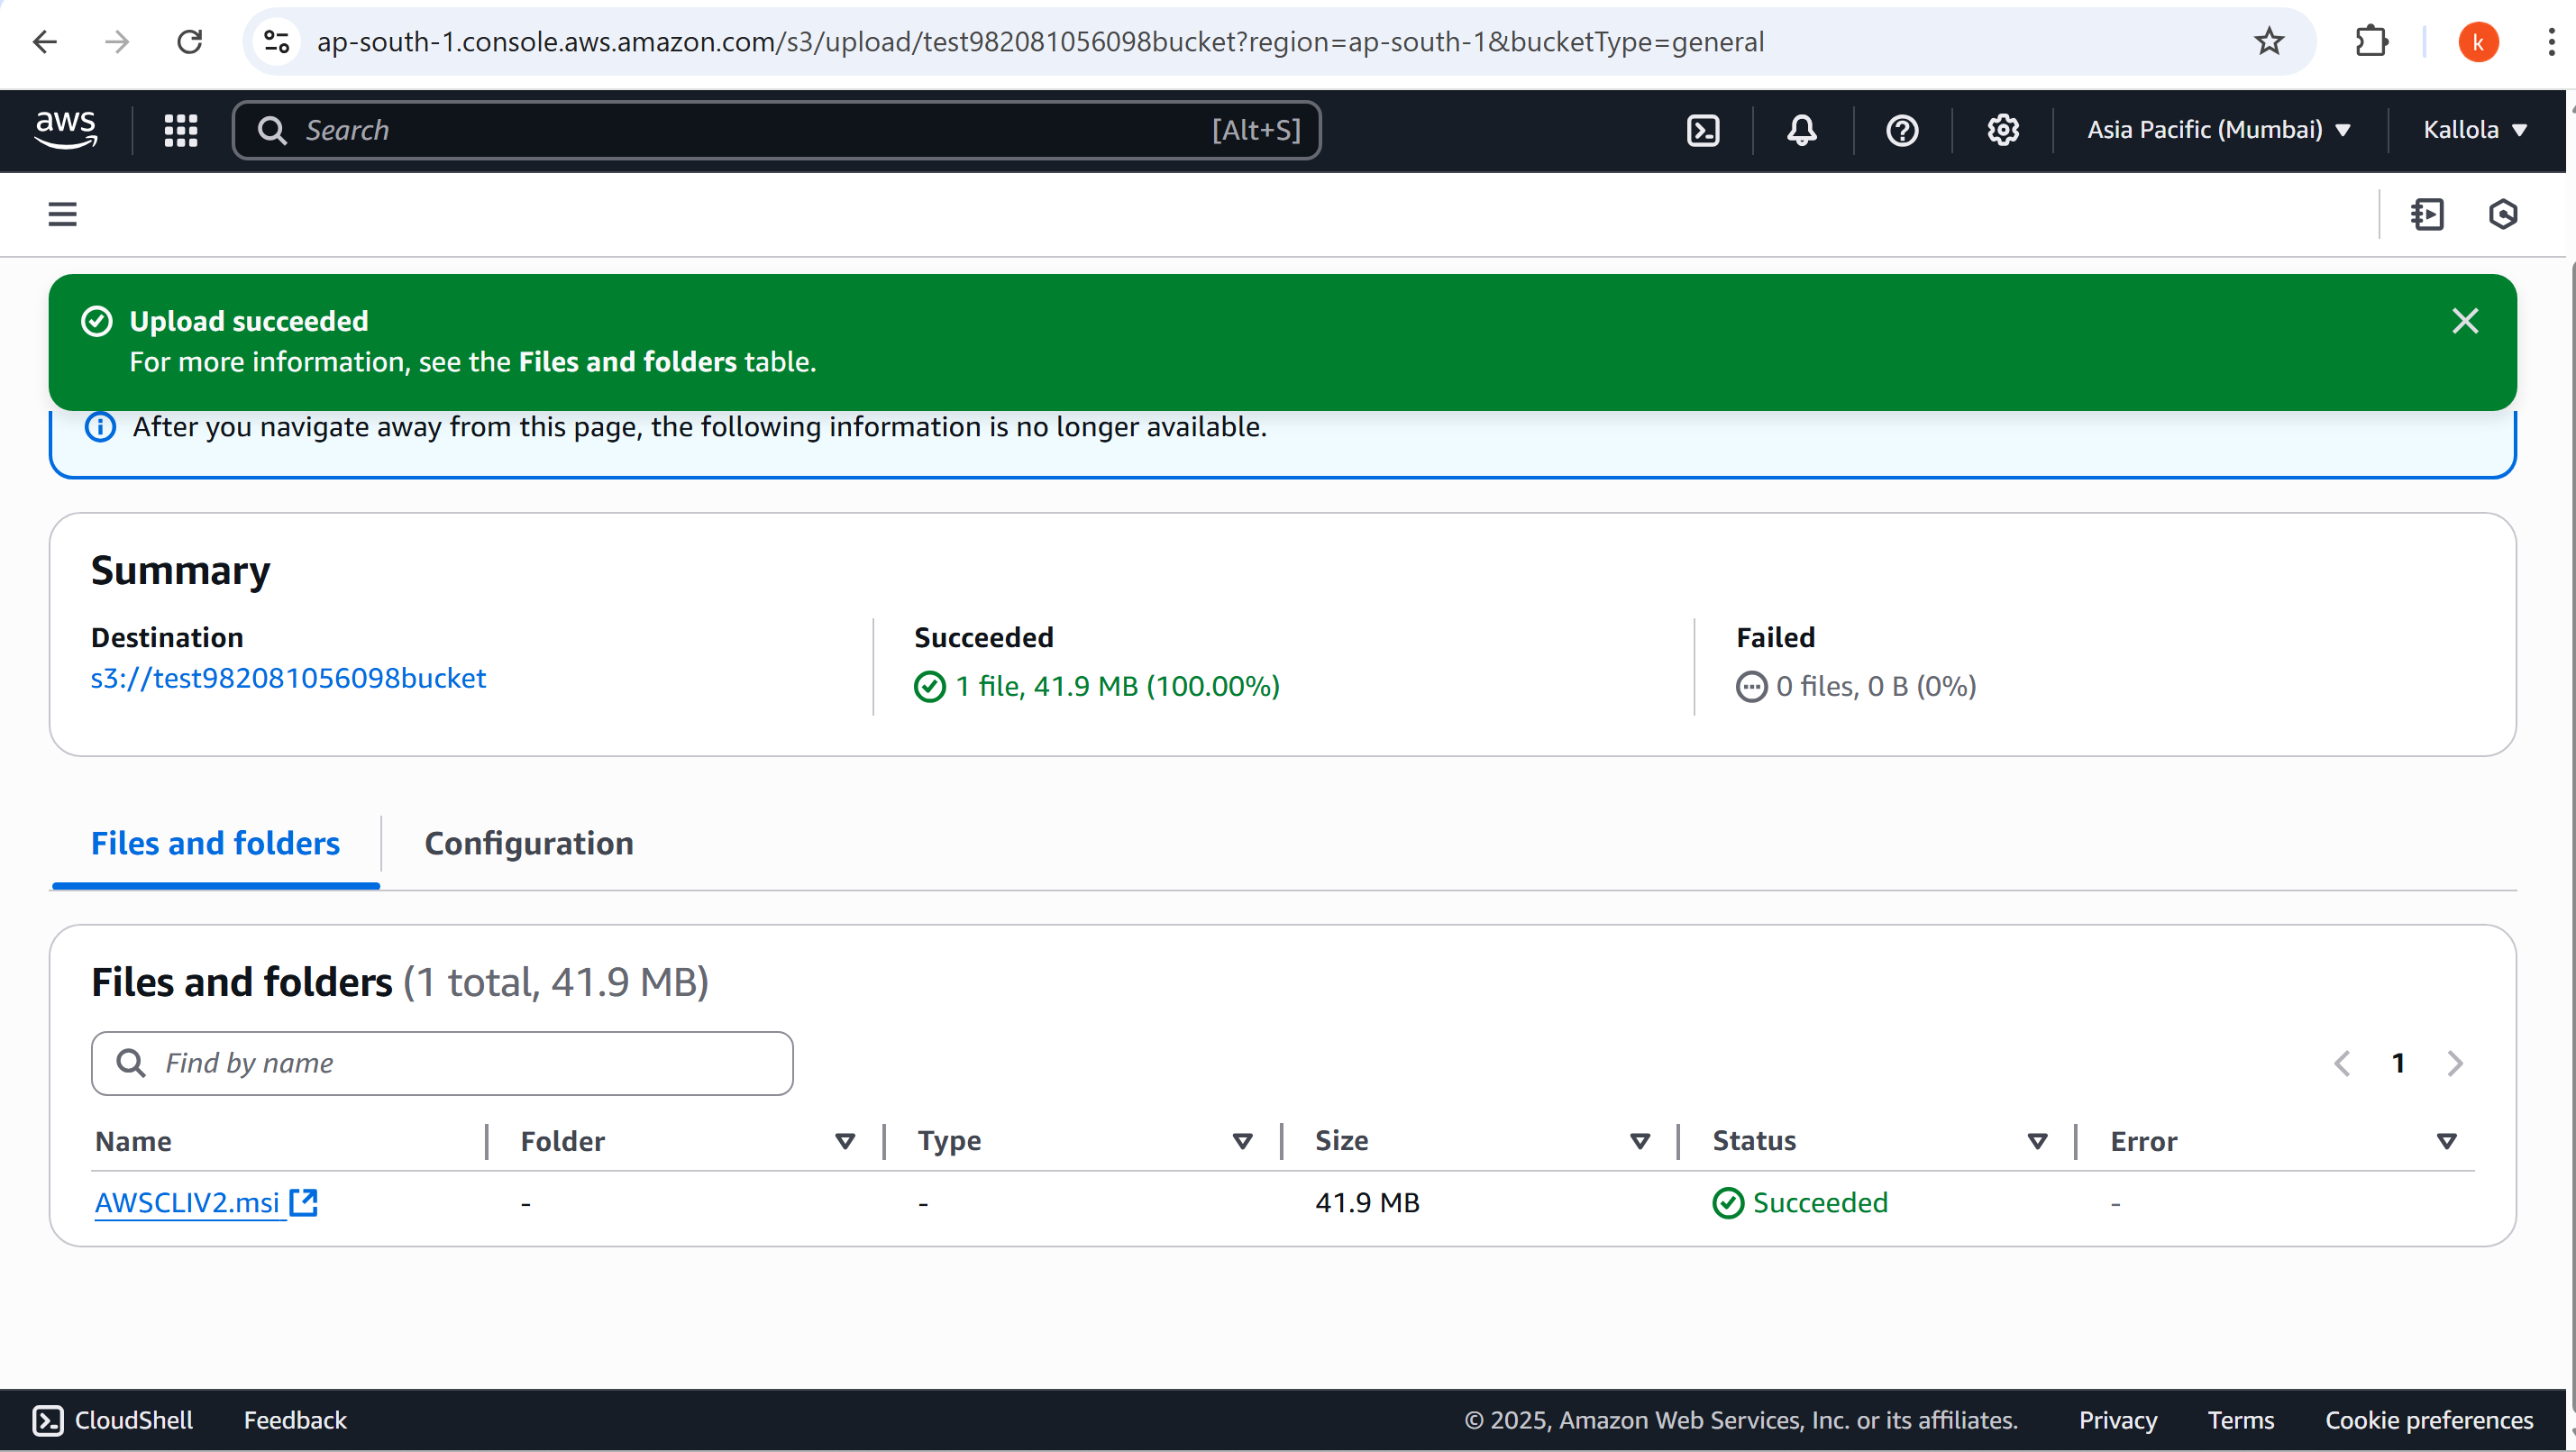 ap-south-1.console.aws.amazon.com/s3/upload/test982081056098bucket?region=ap-south-1&bucketType=general
k
aws
Search
[Alt+S]
Asia Pacific (Mumbai)
Kallola
Upload succeeded
For more information, see the Files and folders table.
After you navigate away from this page, the following information is no longer available.
Summary
Destination
s3://test982081056098bucket
Succeeded
1 file, 41.9 MB (100.00%)
Failed
0 files, 0 B (0%)
Files and folders
Configuration
Files and folders (1 total, 41.9 MB)
Find by name
1
Name Folder Type Size Status Error
AWSCLIV2.msi - - 41.9 MB Succeeded -
CloudShell Feedback © 2025, Amazon Web Services, Inc. or its affiliates. Privacy Terms Cookie preferences